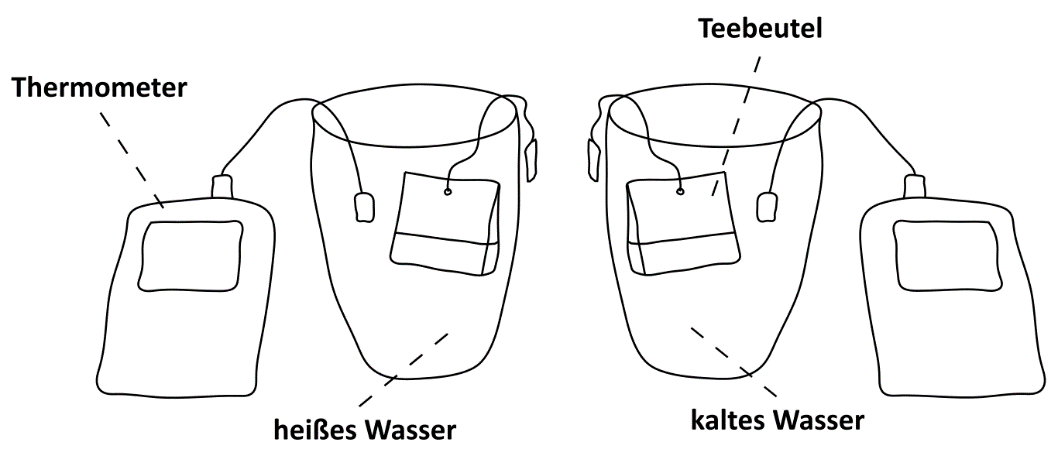 Teebeutel
Thermometer
heißes Wasser
kaltes Wasser